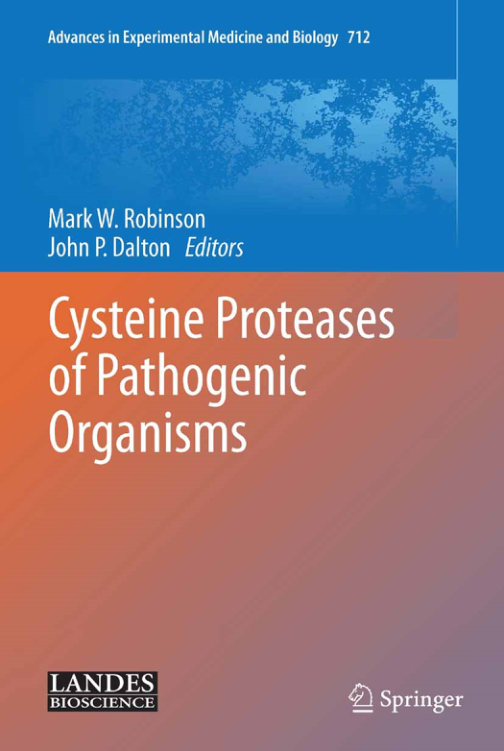 Advances in Experimental Medicine and Biology 712
Mark W. Robinson
John P. Dalton Editors
Cysteine Proteases
of Pathogenic
Organisms
LANDES
BIOSCIENCE
Springer